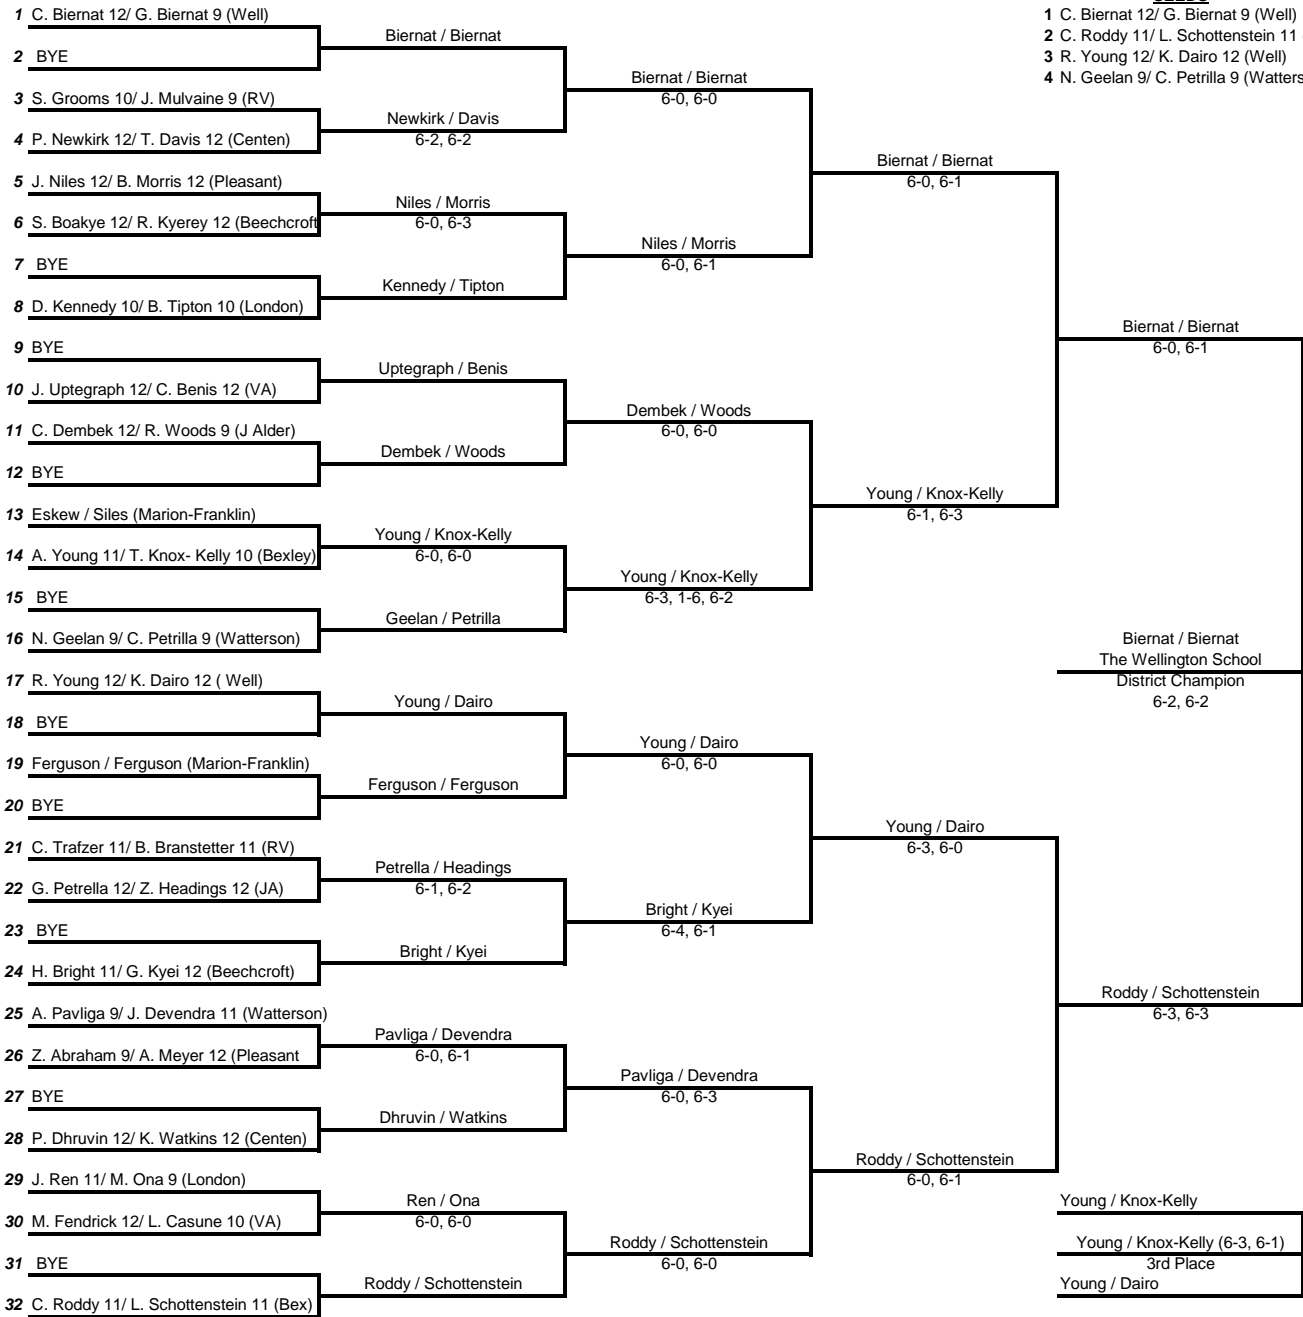 1 C. Biernat 12/ G. Biernat 9 (Well)
2 BYE
3 S. Grooms 10/ J. Mulvaine 9 (RV)
4 P. Newkirk 12/ T. Davis 12 (Centen)
5 J. Niles 12/ B. Morris 12 (Pleasant)
6 S. Boakye 12/ R. Kyerey 12 (Beechcroft
7 BYE
8 D. Kennedy 10/ B. Tipton 10 (London)
9 BYE
10 J. Uptegraph 12/ C. Benis 12 (VA)
11 C. Dembek 12/ R. Woods 9 (J Alder)
12 BYE
13 Eskew / Siles (Marion-Franklin)
14 A. Young 11/ T. Knox- Kelly 10 (Bexley)
15 BYE
16 N. Geelan 9/ C. Petrilla 9 (Watterson)
17 R. Young 12/ K. Dairo 12 ( Well)
18 BYE
19 Ferguson / Ferguson (Marion-Franklin)
20 BYE
21 C. Trafzer 11/ B. Branstetter 11 (RV)
22 G. Petrella 12/ Z. Headings 12 (JA)
23 BYE
24 H. Bright 11/ G. Kyei 12 (Beechcroft)
25 A. Pavliga 9/ J. Devendra 11 (Watterson)
26 Z. Abraham 9/ A. Meyer 12 (Pleasant
27 BYE
28 P. Dhruvin 12/ K. Watkins 12 (Centen)
29 J. Ren 11/ M. Ona 9 (London)
30 M. Fendrick 12/ L. Casune 10 (VA)
31 BYE
32 C. Roddy 11/ L. Schottenstein 11 (Bex)
Biernat / Biernat
Newkirk / Davis
6-2, 6-2
Niles / Morris
6-0, 6-3
Kennedy / Tipton
Uptegraph / Benis
Dembek / Woods
Young / Knox-Kelly
6-0, 6-0
Geelan / Petrilla
Young / Dairo
Ferguson / Ferguson
Petrella / Headings
6-1, 6-2
Bright / Kyei
Pavliga / Devendra
6-0, 6-1
Dhruvin / Watkins
Ren / Ona
6-0, 6-0
Roddy / Schottenstein
Biernat / Biernat
6-0, 6-0
Niles / Morris
6-0, 6-1
Dembek / Woods
6-0, 6-0
Young / Knox-Kelly
6-3, 1-6, 6-2
Young / Dairo
6-0, 6-0
Bright / Kyei
6-4, 6-1
Pavliga / Devendra
6-0, 6-3
Roddy / Schottenstein
6-0, 6-0
Biernat / Biernat
6-0, 6-1
Young / Knox-Kelly
6-1, 6-3
Young / Dairo
6-3, 6-0
Roddy / Schottenstein
6-0, 6-1
1 C. Biernat 12/ G. Biernat 9 (Well)
2 C. Roddy 11/ L. Schottenstein 11
3 R. Young 12/ K. Dairo 12 (Well)
4 N. Geelan 9/ C. Petrilla 9 (Watters
Biernat / Biernat
6-0, 6-1
Biernat / Biernat
The Wellington School
District Champion
6-2, 6-2
Roddy / Schottenstein
6-3, 6-3
Young / Knox-Kelly
Young / Knox-Kelly (6-3, 6-1)
3rd Place
Young / Dairo